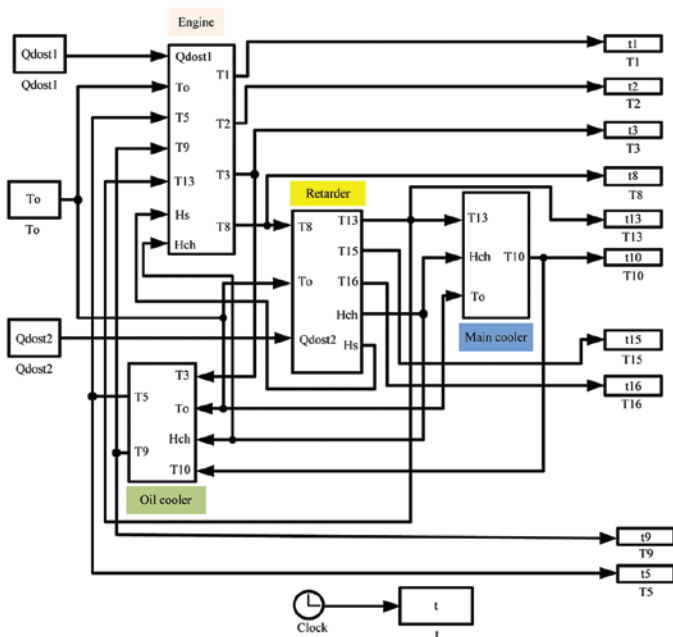 Engine
Qdost1
Qdost1
Qdost1
To
T5
T9
T13
Hs
Hch
T1
T2
T3
T8
t1
T1
t2
T2
t3
T3
t8
T8
t13
T13
t10
T10
t15
T15
t16
T16
To
To
Retarder
T8
To
Qdost2
T13
T15
T16
Hch
Hs
T13
Hch
To
T10
Main cooler
Qdost2
Qdost2
T5
T9
T3
To
Hch
T10
Oil cooler
t9
T9
t5
T5
Clock
t